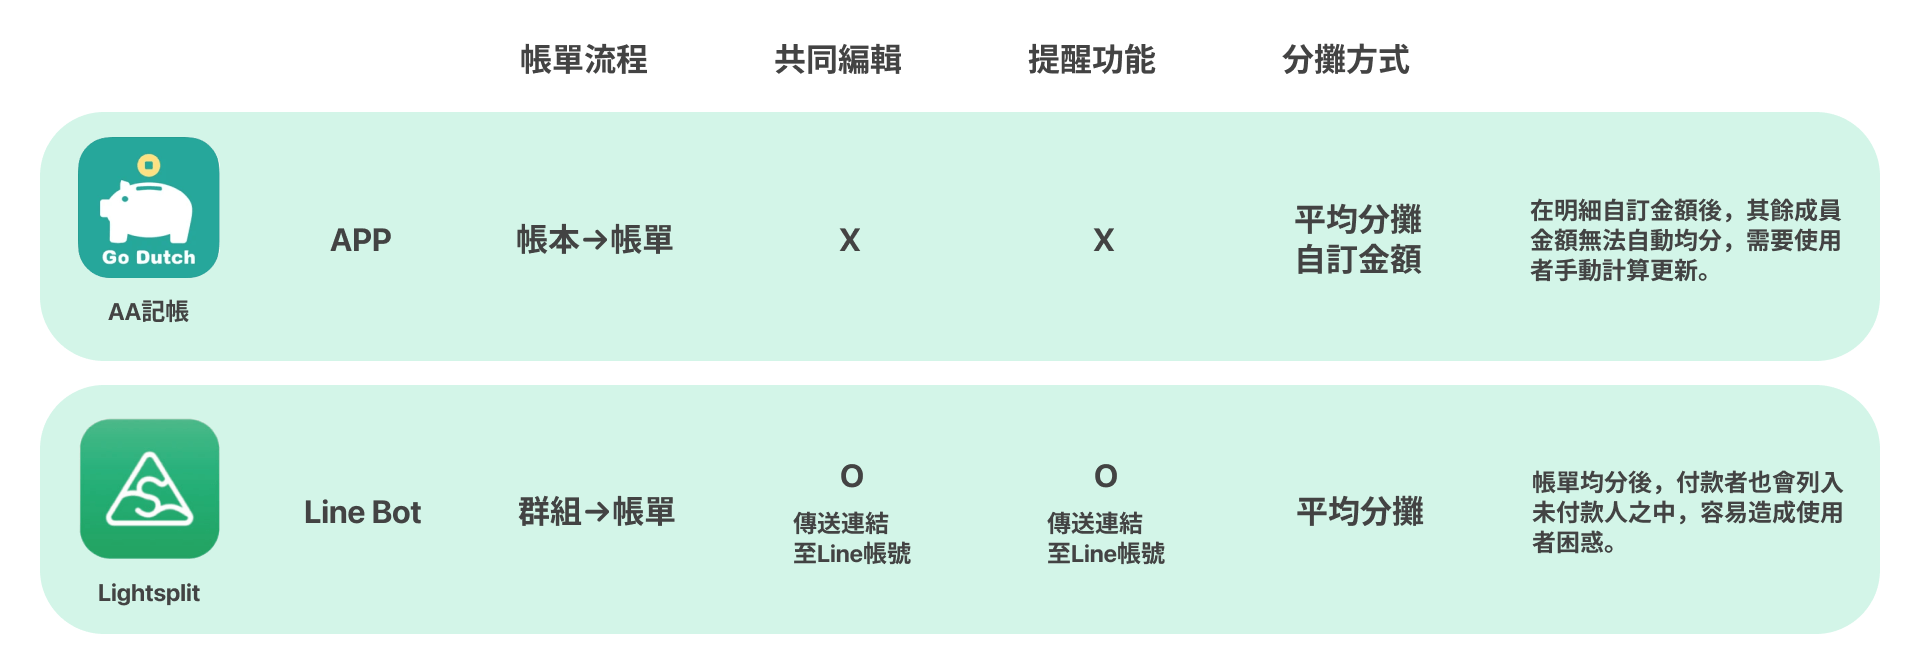 帳單流程 共同編輯 提醒功能 分攤方式
Go Dutch
AA記帳
APP
帳本→帳單
X
X
平均分攤
自訂金額
在明細自訂金額後，其餘成員
金額無法自動均分，需要使用
者手動計算更新。
Lightsplit
Line Bot
群組→帳單
O
傳送連結
至Line帳號
O
傳送連結
至Line帳號
平均分攤
帳單均分後，付款者也會列入
未付款人之中，容易造成使用
者困惑。